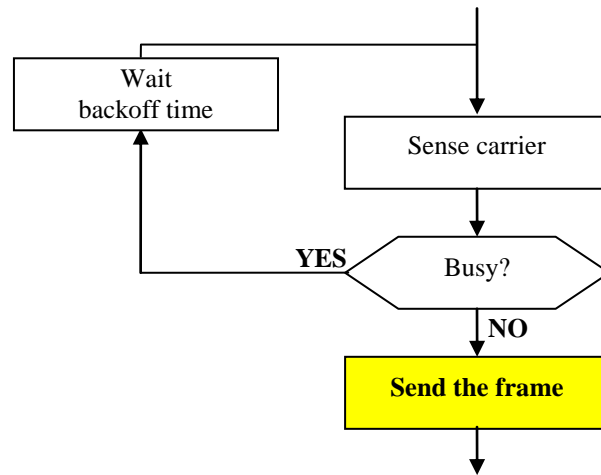 Wait
backoff time
Sense carrier
YES
Busy?
NO
Send the frame